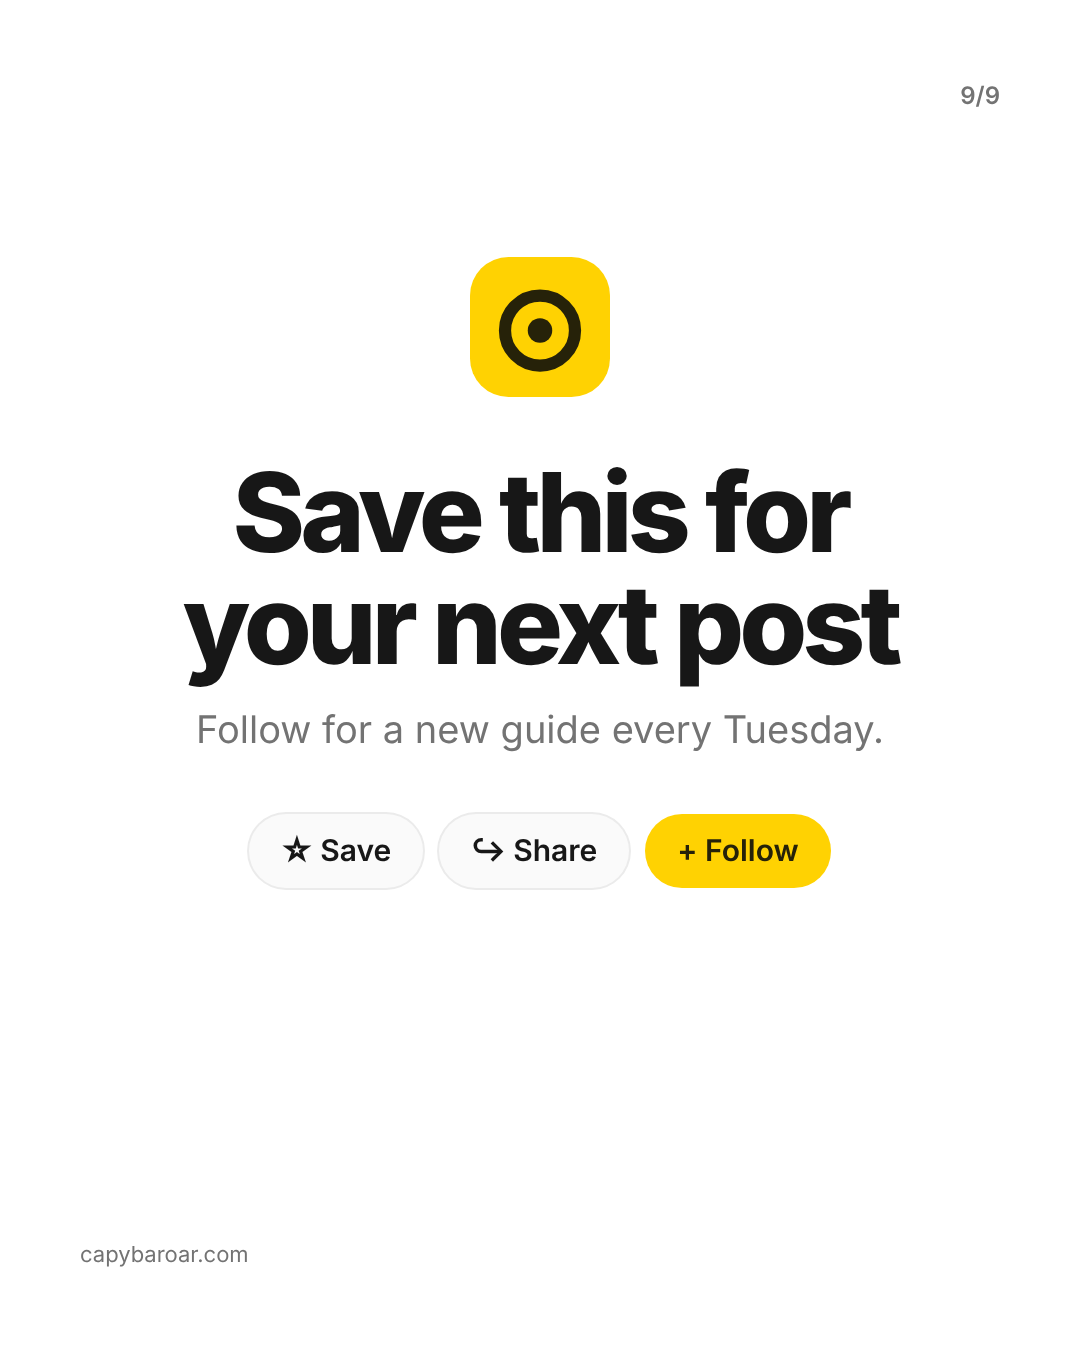 9/9
Save this for
your next post
Follow for a new guide every Tuesday.
☆ Save
↪ Share
+ Follow
capybaroar.com